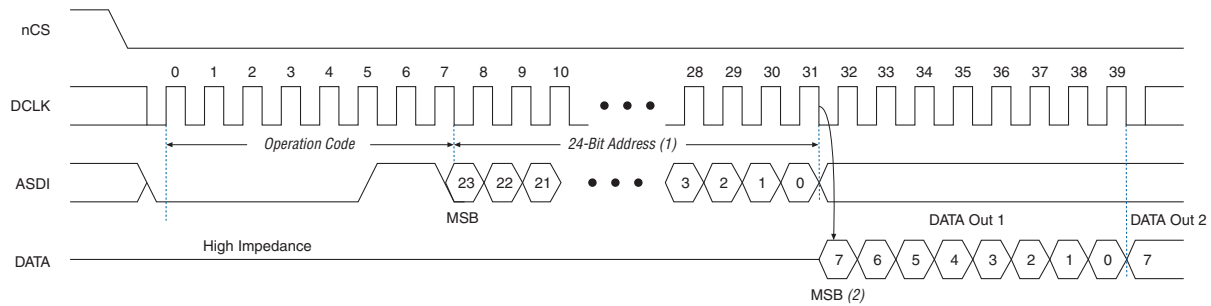 nCS
0 1 2 3 4 5 6 7 8 9 10 28 29 30 31 32 33 34 35 36 37 38 39
DCLK
Operation Code 24-Bit Address (1)
ASDI 23 22 21 3 2 1 0
MSB
DATA Out 1 DATA Out 2
High Impedance
DATA 7 6 5 4 3 2 1 0 7
MSB (2)